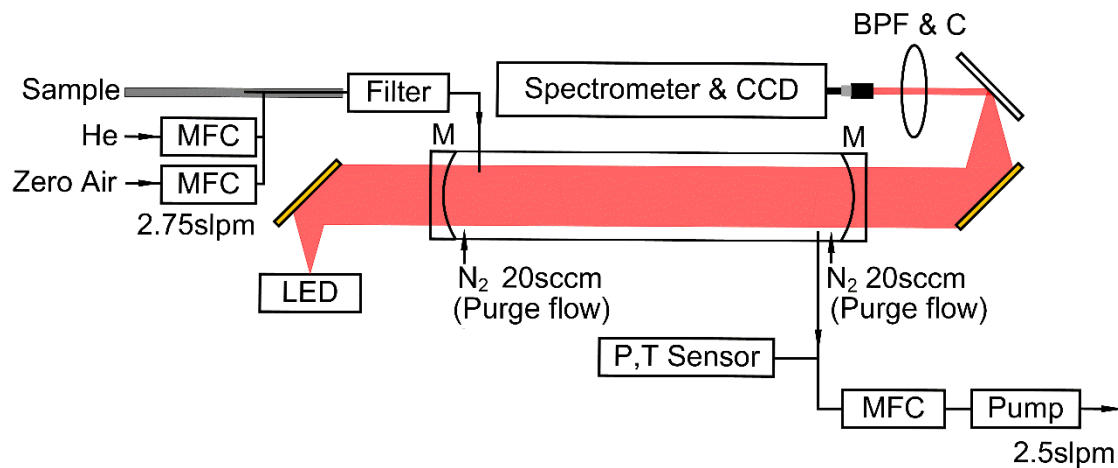 BPF & C
Sample
Filter
Spectrometer & CCD
He
MFC
M
M
Zero Air
MFC
2.75slpm
LED
N₂ 20sccm
(Purge flow)
N₂ 20sccm
(Purge flow)
P,T Sensor
MFC
Pump
2.5slpm